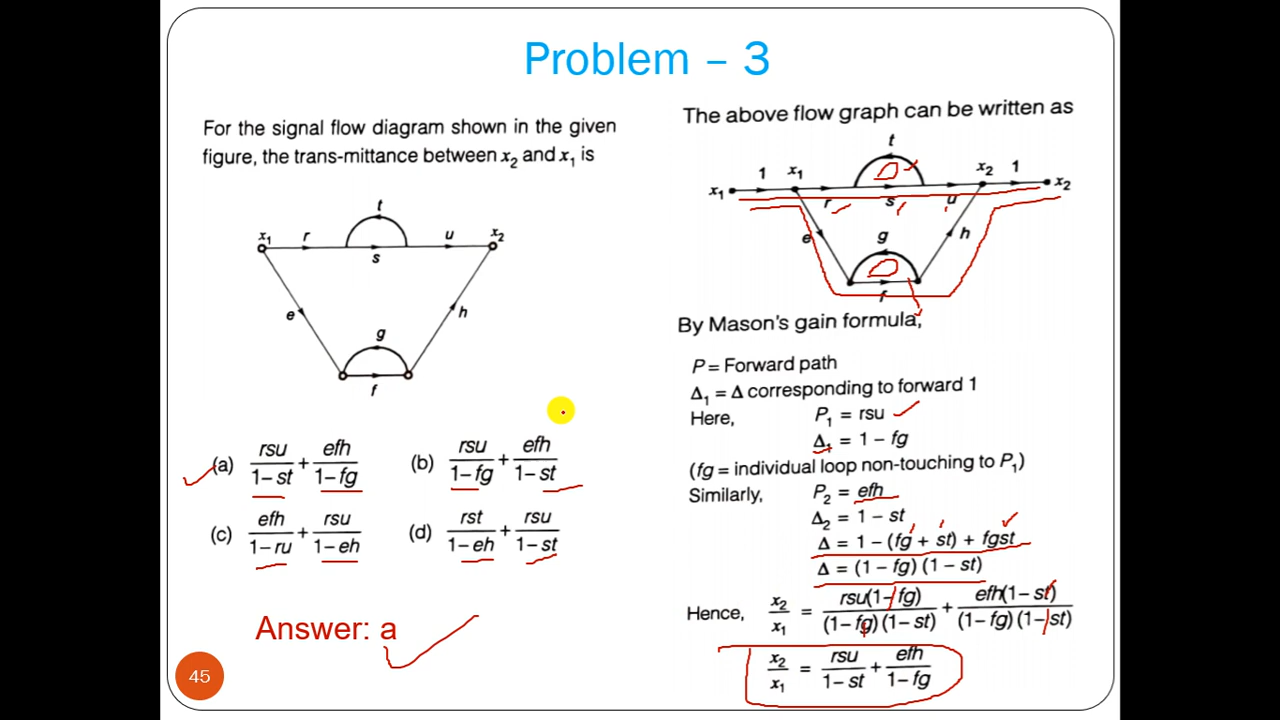 Problem – 3
For the signal flow diagram shown in the given
figure, the trans-mittance between x₂ and x₁ is
t
x₁ r u x₂
s
e h
g
f
(a) rsu/1– st + efh/1– fg (b) rsu/1– fg + efh/1– st
(c) efh/1– ru + rsu/1– eh (d) rst/1– eh + rsu/1– st
Answer: a
45
The above flow graph can be written as
t
1 x₁ x₂ 1
x₁ x₂
r s u
e g h
f
By Mason's gain formula,
P = Forward path
Δ₁ = Δ corresponding to forward 1
Here, P₁ = rsu
Δ₁ = 1 – fg
(fg = individual loop non-touching to P₁)
Similarly, P₂ = efh
Δ₂ = 1 – st
Δ = 1 – (fg + st) + fgst
Δ = (1 – fg) (1 – st)
Hence, x₂/x₁ = rsu(1– fg)/(1– fg)(1– st) + efh(1– st)/(1– fg)(1– st)
x₂/x₁ = rsu/1– st + efh/1– fg